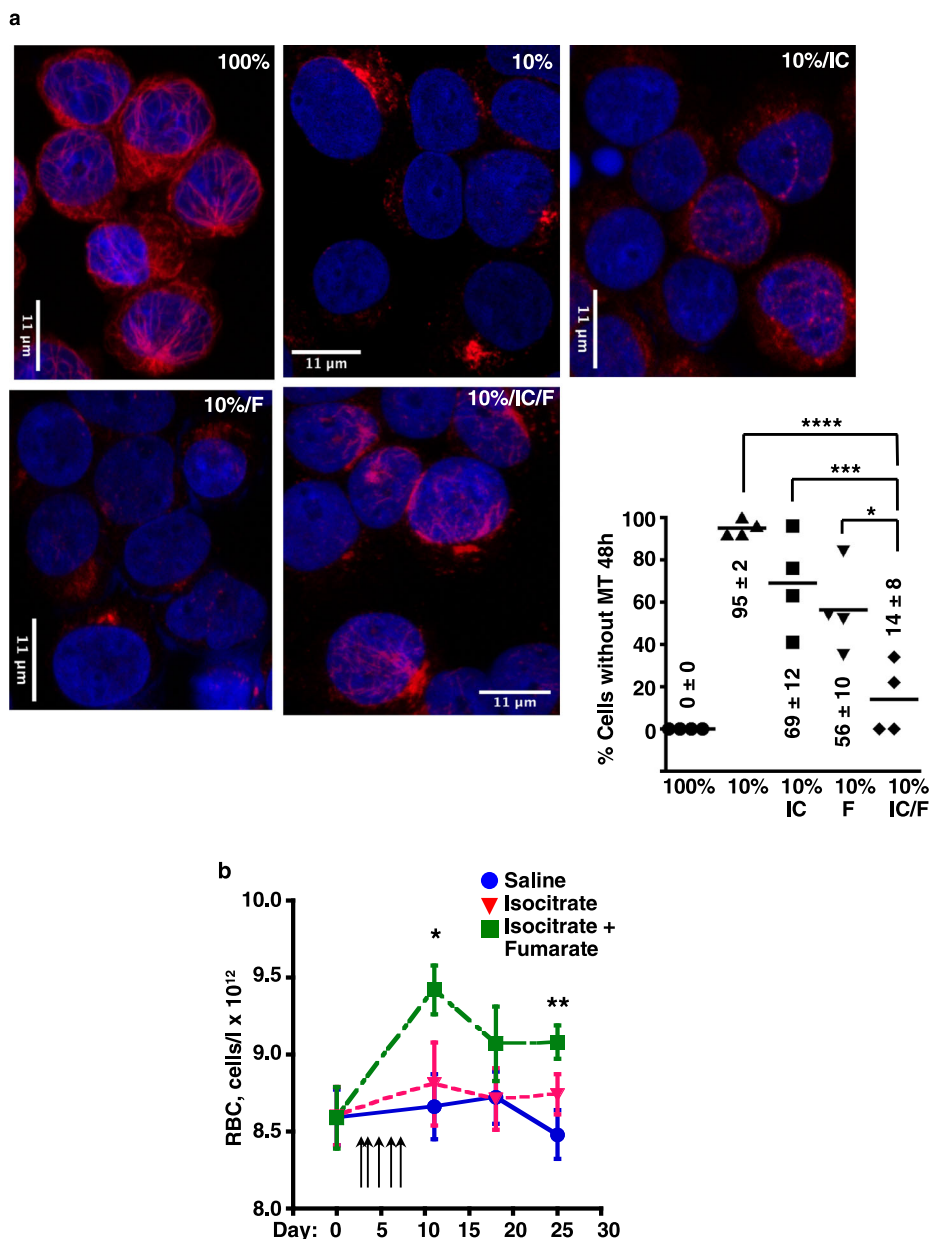 a
100%
10%
10%/IC
11 µm
11 µm
11 µm
10%/F
10%/IC/F
11 µm
11 µm
****
***
*
% Cells without MT 48h
100
80
60
40
20
0
0 ± 0
95 ± 2
69 ± 12
56 ± 10
14 ± 8
100% 10% 10% 10% 10%
IC F IC/F
b
Saline
Isocitrate
Isocitrate +
Fumarate
RBC, cells/l x 10¹²
10.0
9.5
9.0
8.5
8.0
*
**
Day: 0 5 10 15 20 25 30